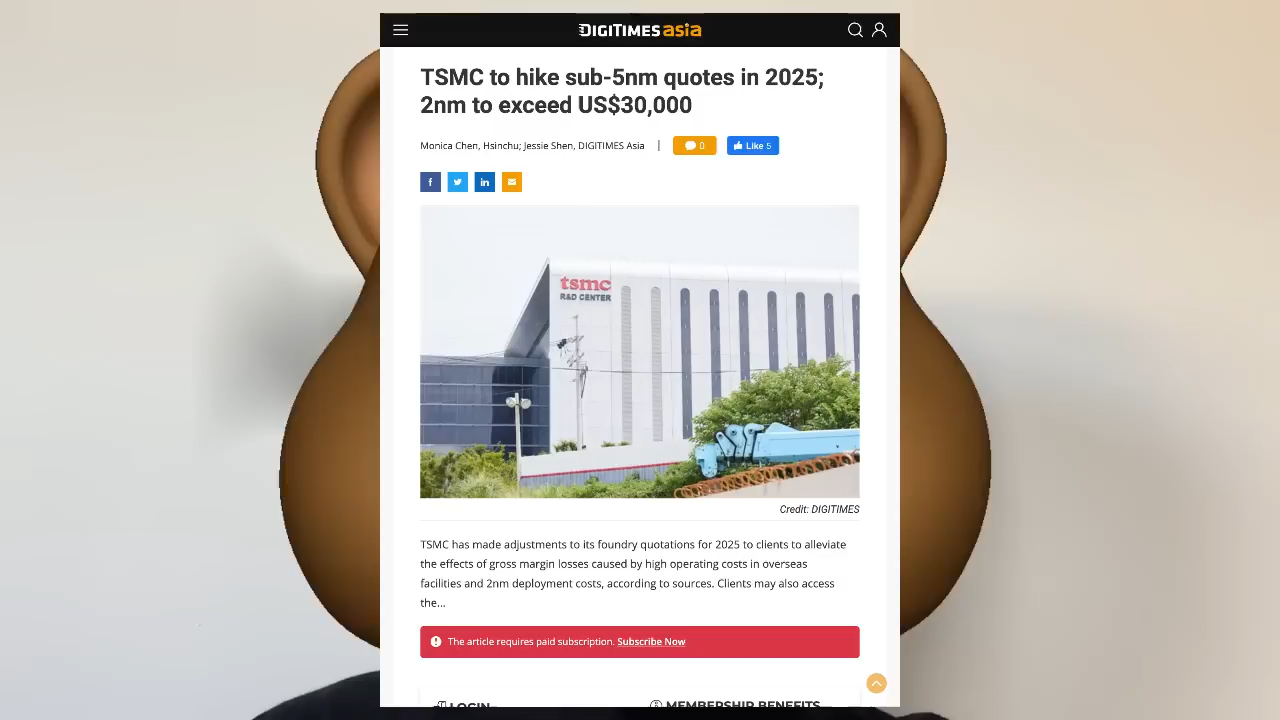 DIGITIMES asia
TSMC to hike sub-5nm quotes in 2025;
2nm to exceed US$30,000
Monica Chen, Hsinchu; Jessie Shen, DIGITIMES Asia | 0 Like 5
f in
tsmc
R&D CENTER
Credit: DIGITIMES
TSMC has made adjustments to its foundry quotations for 2025 to clients to alleviate
the effects of gross margin losses caused by high operating costs in overseas
facilities and 2nm deployment costs, according to sources. Clients may also access
the...
The article requires paid subscription. Subscribe Now
LOGIN MEMBERSHIP BENEFITS